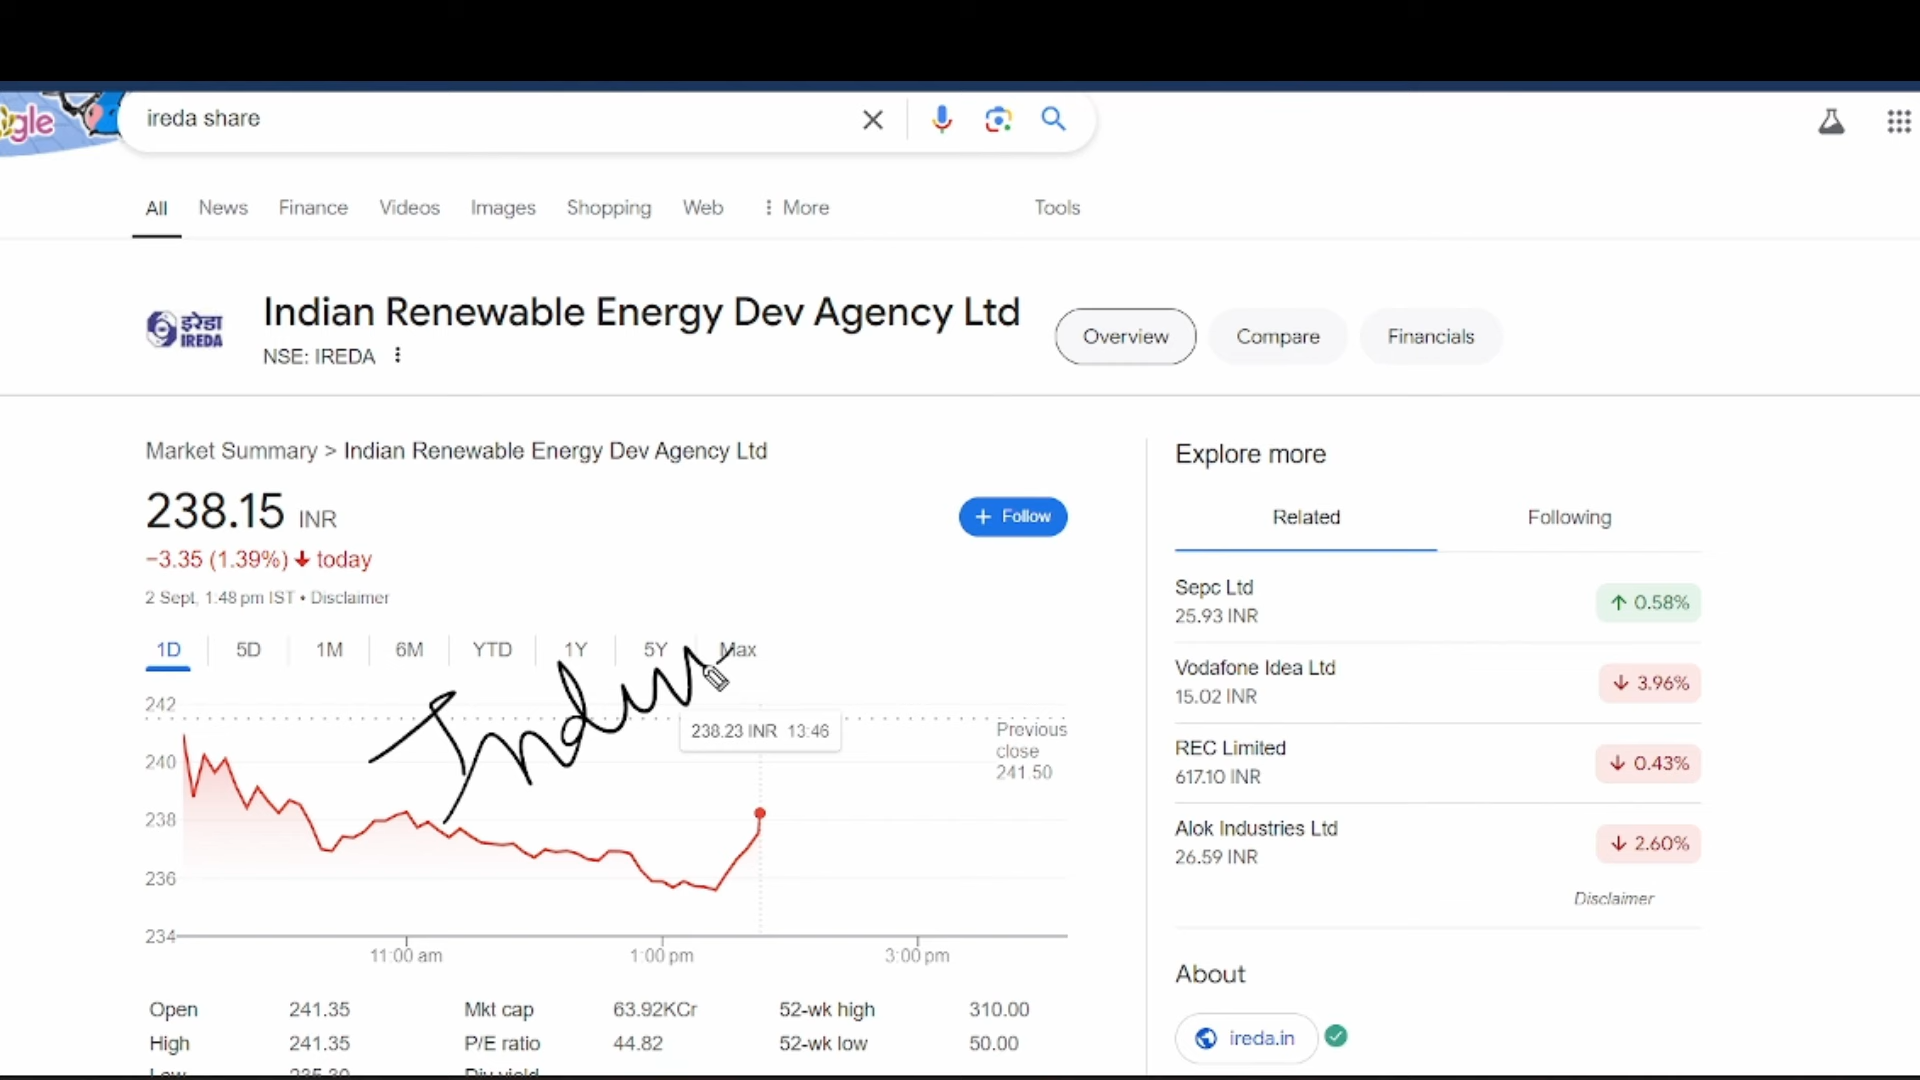 gle
ireda share
All News Finance Videos Images Shopping Web More Tools
इरेडा
IREDA
Indian Renewable Energy Dev Agency Ltd
NSE: IREDA
Overview Compare Financials
Market Summary > Indian Renewable Energy Dev Agency Ltd
238.15 INR
+ Follow
−3.35 (1.39%) ↓ today
2 Sept, 1:48 pm IST • Disclaimer
1D 5D 1M 6M YTD 1Y 5Y Max
242
240
238
236
234
238.23 INR 13:46
Previous
close
241.50
11:00 am 1:00 pm 3:00 pm
Open 241.35 Mkt cap 63.92KCr 52-wk high 310.00
High 241.35 P/E ratio 44.82 52-wk low 50.00
Explore more
Related Following
Sepc Ltd
25.93 INR
↑ 0.58%
Vodafone Idea Ltd
15.02 INR
↓ 3.96%
REC Limited
617.10 INR
↓ 0.43%
Alok Industries Ltd
26.59 INR
↓ 2.60%
Disclaimer
About
ireda.in